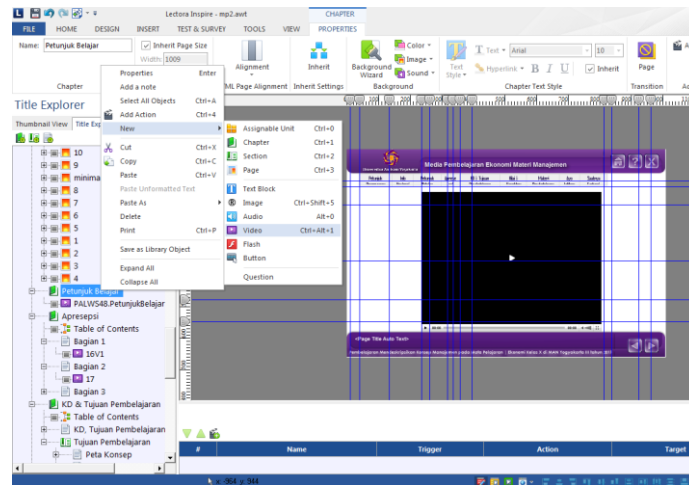 Lectora Inspire - mp2.awt
CHAPTER
FILE HOME DESIGN INSERT TEST & SURVEY TOOLS VIEW PROPERTIES
Name: Petunjuk Belajar
Inherit Page Size
Width: 1009
Alignment
Inherit
Background Wizard
Color
Image
Sound
Text Style
Text Arial 10
Hyperlink B I U Inherit
Page
Chapter
ML Page Alignment
Inherit Settings
Background
Chapter Text Style
Transition
Title Explorer
Thumbnail View Title Exp
Properties Enter
Add a note
Select All Objects Ctrl+A
Add Action Ctrl+4
New
Cut Ctrl+X
Copy Ctrl+C
Paste Ctrl+V
Paste Unformatted Text
Paste As
Delete
Print Ctrl+P
Save as Library Object
Expand All
Collapse All
Assignable Unit Ctrl+0
Chapter Ctrl+1
Section Ctrl+2
Page Ctrl+3
Text Block
Image Ctrl+Shift+5
Audio Alt+0
Video Ctrl+Alt+1
Flash
Button
Question
10
9
minima
8
7
6
5
1
2
3
4
Petunjuk Belajar
PALWS48.PetunjukBelajar
Apresepsi
Table of Contents
Bagian 1
16V1
Bagian 2
17
Bagian 3
KD & Tujuan Pembelajaran
Table of Contents
KD, Tujuan Pembelajaran
Tujuan Pembelajaran
Peta Konsep
Media Pembelajaran Ekonomi Materi Manajemen
<Page Title Auto Text>
# Name Trigger Action Target
x: -964 y: 944